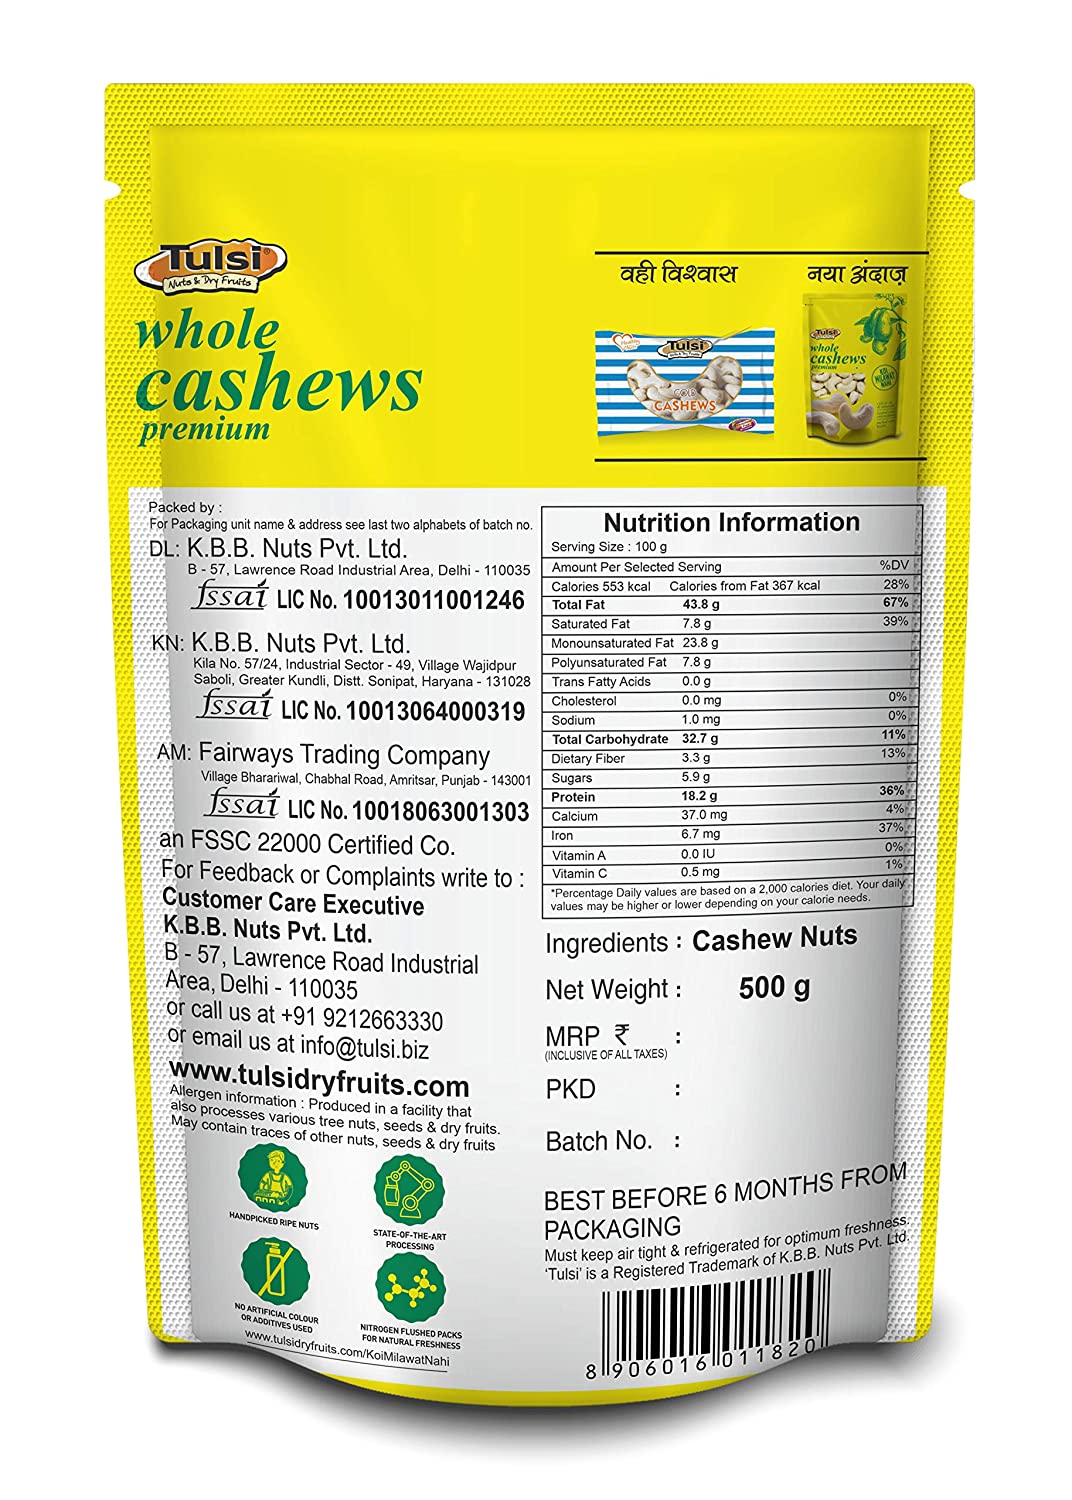 Tulsi®
Nuts & Dry Fruits
whole
cashews
premium
वही विश्वास
नया अंदाज़
Healthy
Tulsi
Nuts & Dry Fruits
GOLD
CASHEWS
Tulsi
whole
cashews
premium
KOI
MILAWAT
NAHI
Packed by :
For Packaging unit name & address see last two alphabets of batch no.
DL: K.B.B. Nuts Pvt. Ltd.
B - 57, Lawrence Road Industrial Area, Delhi - 110035
fssai LIC No. 10013011001246
KN: K.B.B. Nuts Pvt. Ltd.
Kila No. 57/24, Industrial Sector - 49, Village Wajidpur
Saboli, Greater Kundli, Distt. Sonipat, Haryana - 131028
fssai LIC No. 10013064000319
AM: Fairways Trading Company
Village Bharariwal, Chabhal Road, Amritsar, Punjab - 143001
fssai LIC No. 10018063001303
an FSSC 22000 Certified Co.
For Feedback or Complaints write to :
Customer Care Executive
K.B.B. Nuts Pvt. Ltd.
B - 57, Lawrence Road Industrial
Area, Delhi - 110035
or call us at +91 9212663330
or email us at info@tulsi.biz
www.tulsidryfruits.com
Allergen information : Produced in a facility that
also processes various tree nuts, seeds & dry fruits.
May contain traces of other nuts, seeds & dry fruits
HANDPICKED RIPE NUTS
STATE-OF-THE-ART
PROCESSING
NO ARTIFICIAL COLOUR
OR ADDITIVES USED
NITROGEN FLUSHED PACKS
FOR NATURAL FRESHNESS
www.tulsidryfruits.com/KoiMilawatNahi
Nutrition Information
Serving Size : 100 g
Amount Per Selected Serving %DV
Calories 553 kcal Calories from Fat 367 kcal 28%
Total Fat 43.8 g 67%
Saturated Fat 7.8 g 39%
Monounsaturated Fat 23.8 g
Polyunsaturated Fat 7.8 g
Trans Fatty Acids 0.0 g
Cholesterol 0.0 mg 0%
Sodium 1.0 mg 0%
Total Carbohydrate 32.7 g 11%
Dietary Fiber 3.3 g 13%
Sugars 5.9 g
Protein 18.2 g 36%
Calcium 37.0 mg 4%
Iron 6.7 mg 37%
Vitamin A 0.0 IU 0%
Vitamin C 0.5 mg 1%
*Percentage Daily values are based on a 2,000 calories diet. Your daily
values may be higher or lower depending on your calorie needs.
Ingredients : Cashew Nuts
Net Weight : 500 g
MRP ₹ :
(INCLUSIVE OF ALL TAXES)
PKD :
Batch No. :
BEST BEFORE 6 MONTHS FROM
PACKAGING
Must keep air tight & refrigerated for optimum freshness.
'Tulsi' is a Registered Trademark of K.B.B. Nuts Pvt. Ltd.
8 906016 011820